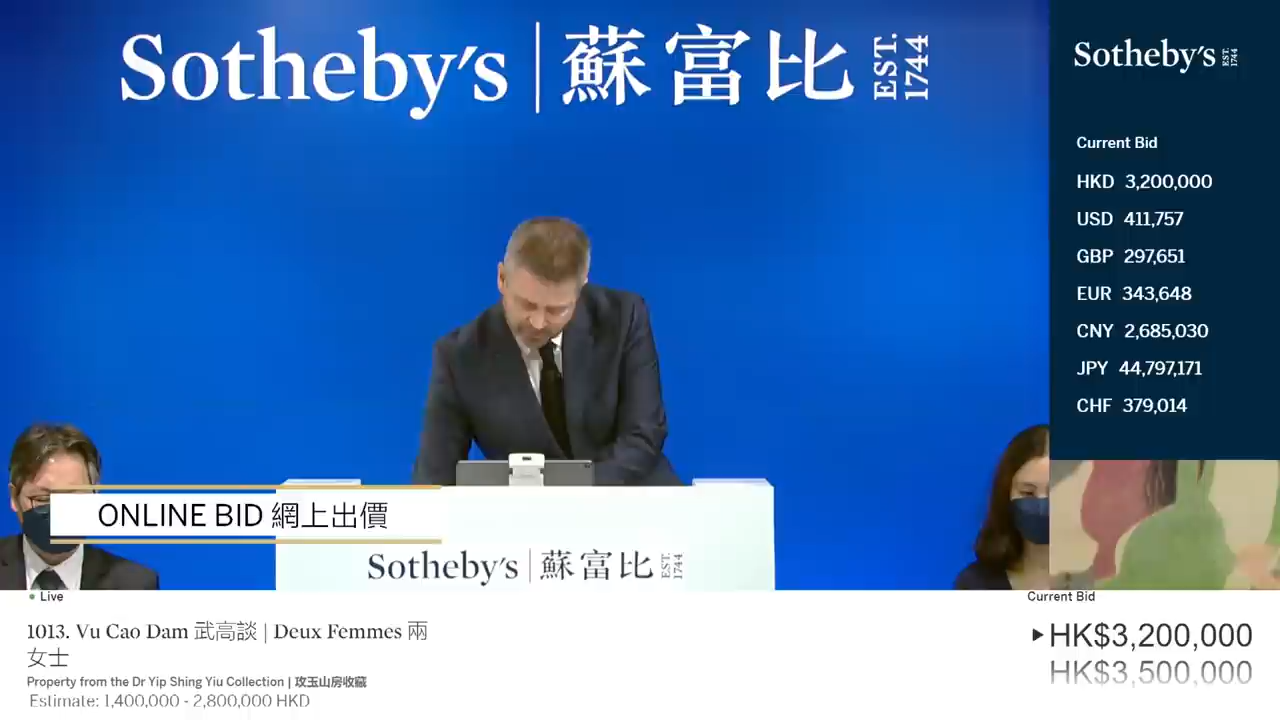 Sotheby's | 蘇富比 EST. 1744
Sotheby's EST. 1744
Current Bid
HKD 3,200,000
USD 411,757
GBP 297,651
EUR 343,648
CNY 2,685,030
JPY 44,797,171
CHF 379,014
ONLINE BID 網上出價
Sotheby's | 蘇富比 EST. 1744
Live
1013. Vu Cao Dam 武高談 | Deux Femmes 兩
女士
Property from the Dr Yip Shing Yiu Collection | 攻玉山房收藏
Estimate: 1,400,000 - 2,800,000 HKD
Current Bid
HK$3,200,000
HK$3,500,000